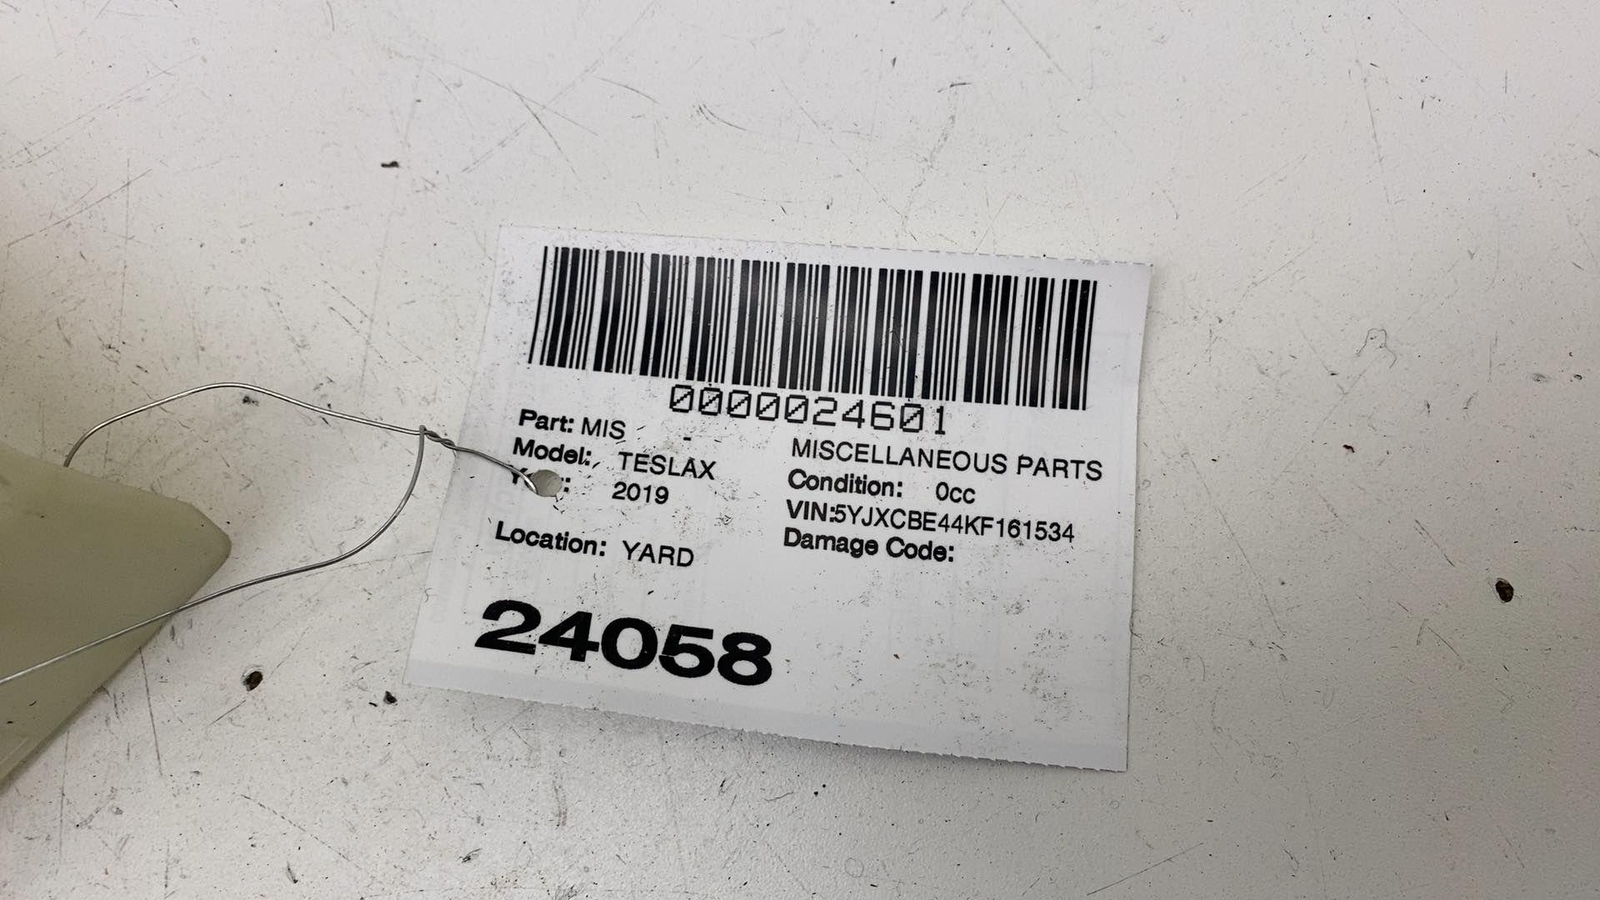 0000024601
Part: MIS -
MISCELLANEOUS PARTS
Model: TESLAX
Condition: 0cc
2019
VIN:5YJXCBE44KF161534
Damage Code:
Location: YARD
24058